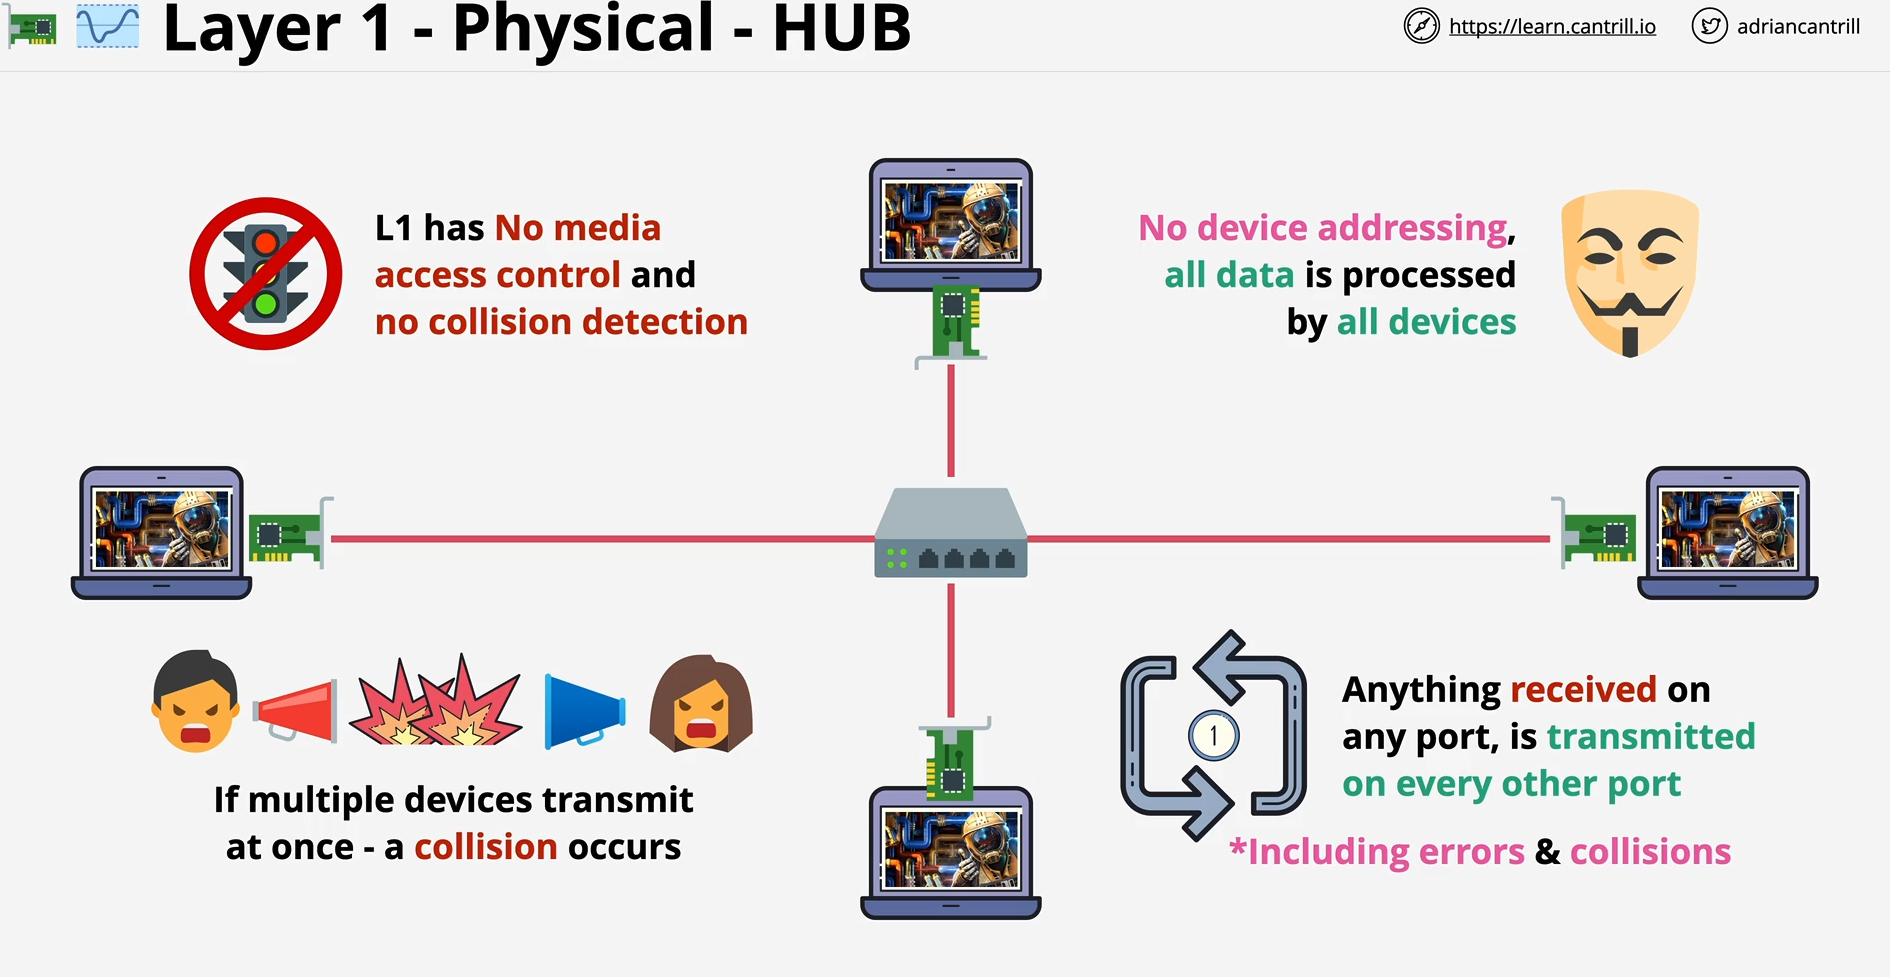 Layer 1 - Physical - HUB
https://learn.cantrill.io
adriancantrill
L1 has No media
access control and
no collision detection
No device addressing,
all data is processed
by all devices
If multiple devices transmit
at once - a collision occurs
1
Anything received on
any port, is transmitted
on every other port
*Including errors & collisions